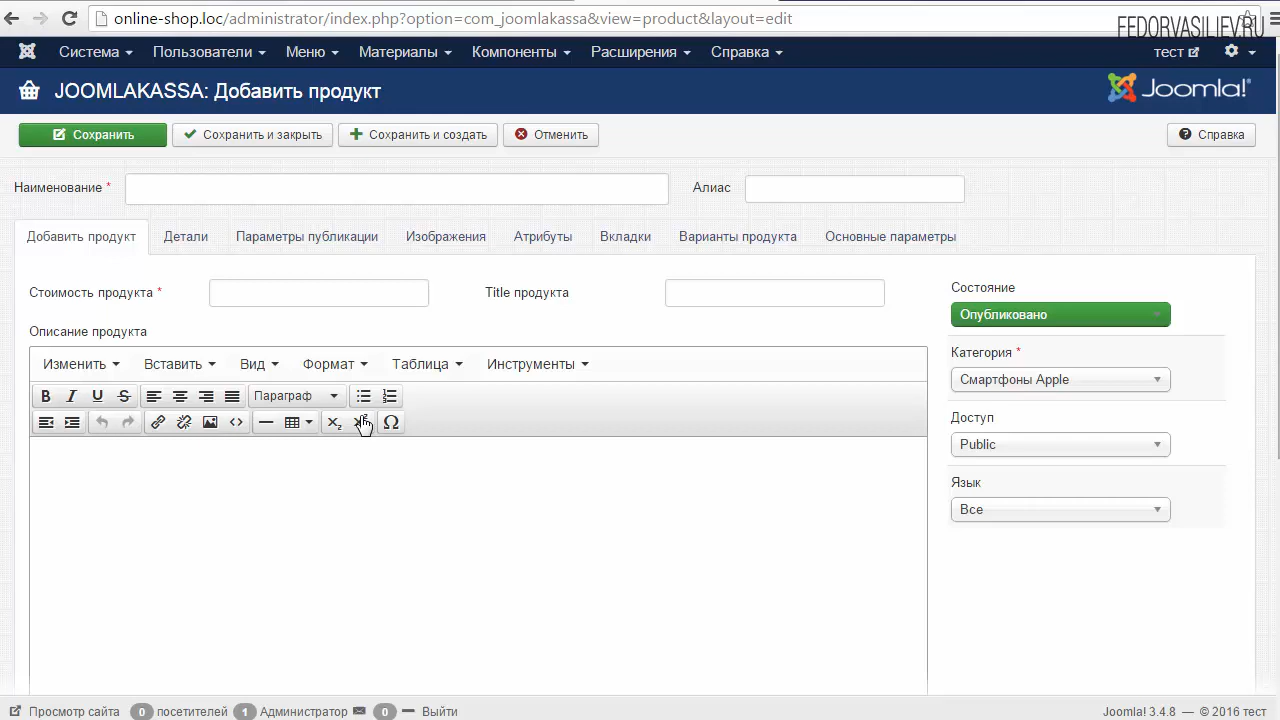 online-shop.loc/administrator/index.php?option=com_joomlakassa&view=product&layout=edit
FEDORVASILIEV.RU
Система Пользователи Меню Материалы Компоненты Расширения Справка тест
JOOMLAKASSA: Добавить продукт Joomla!
Сохранить Сохранить и закрыть Сохранить и создать Отменить Справка
Наименование * Алиас
Добавить продукт Детали Параметры публикации Изображения Атрибуты Вкладки Варианты продукта Основные параметры
Стоимость продукта * Title продукта
Состояние
Опубликовано
Описание продукта
Категория *
Смартфоны Apple
Изменить Вставить Вид Формат Таблица Инструменты
B I U S Параграф
Доступ
Public
Язык
Все
Просмотр сайта 0 посетителей 1 Администратор 0 Выйти Joomla! 3.4.8 — © 2016 тест